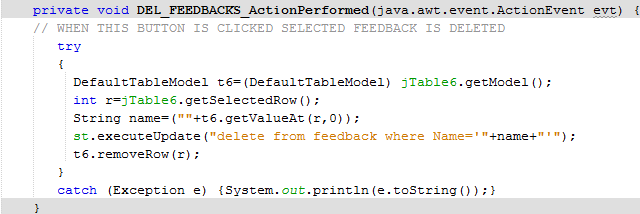 private void DEL_FEEDBACKS_ActionPerformed(java.awt.event.ActionEvent evt) {
// WHEN THIS BUTTON IS CLICKED SELECTED FEEDBACK IS DELETED
try
{
DefaultTableModel t6=(DefaultTableModel) jTable6.getModel();
int r=jTable6.getSelectedRow();
String name=(""+t6.getValueAt(r,0));
st.executeUpdate("delete from feedback where Name='"+name+"'");
t6.removeRow(r);
}
catch (Exception e) {System.out.println(e.toString());}
}